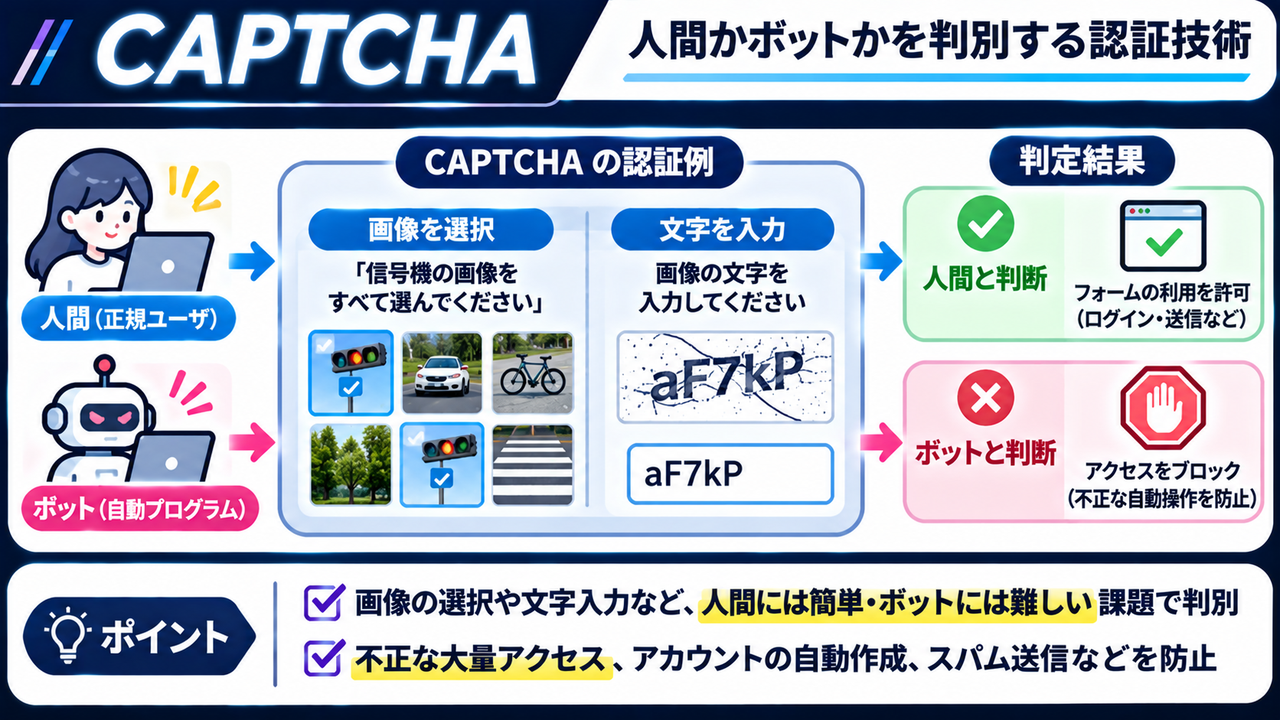 CAPTCHA
人間かボットかを判別する認証技術
CAPTCHA の認証例
判定結果
人間（正規ユーザ）
ボット（自動プログラム）
画像を選択
「信号機の画像を
すべて選んでください」
文字を入力
画像の文字を
入力してください
aF7kP
aF7kP
人間と判断
フォームの利用を許可
（ログイン・送信など）
ボットと判断
アクセスをブロック
（不正な自動操作を防止）
ポイント
画像の選択や文字入力など、人間には簡単・ボットには難しい 課題で判別
不正な大量アクセス、アカウントの自動作成、スパム送信などを防止